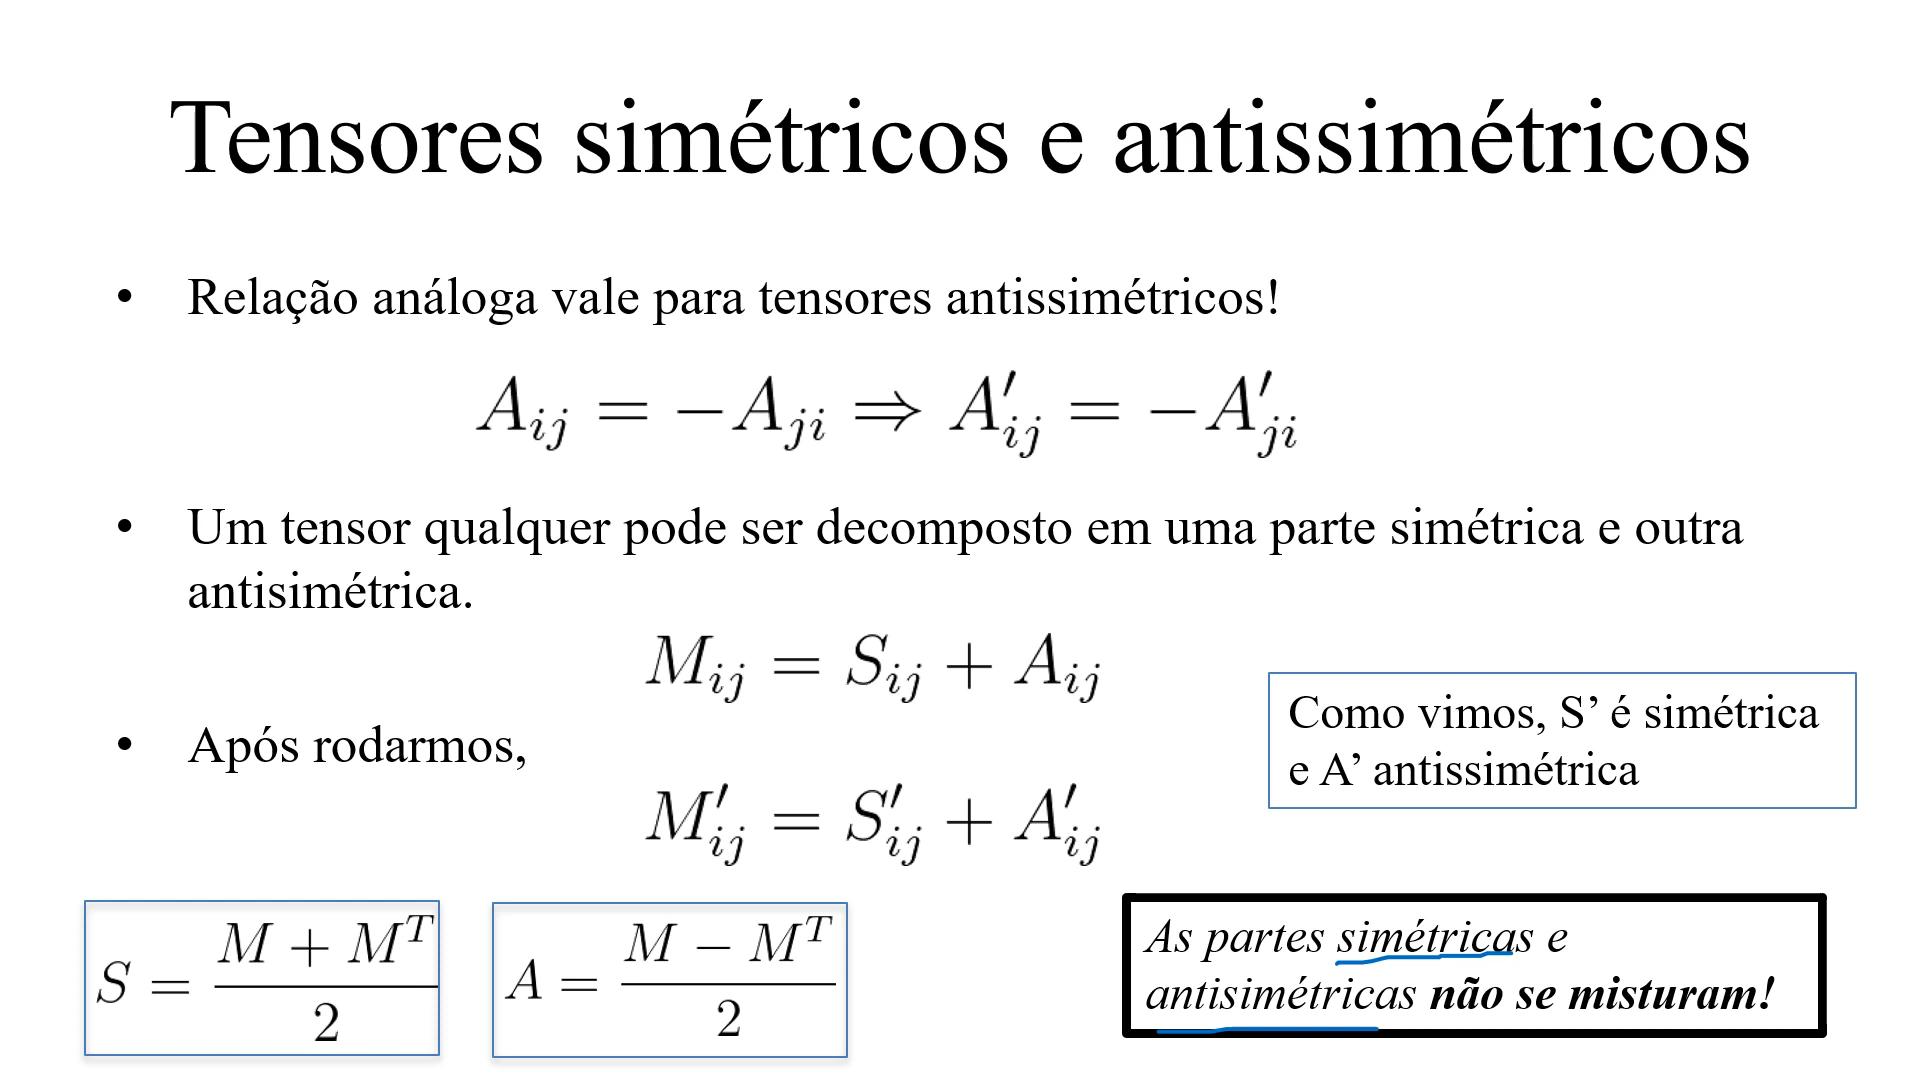 Tensores simétricos e antissimétricos
• Relação análoga vale para tensores antissimétricos!
A_{ij} = −A_{ji} ⇒ A′_{ij} = −A′_{ji}
• Um tensor qualquer pode ser decomposto em uma parte simétrica e outra
antisimétrica.
M_{ij} = S_{ij} + A_{ij}
• Após rodarmos,
M′_{ij} = S′_{ij} + A′_{ij}
Como vimos, S’ é simétrica
e A’ antissimétrica
S = \frac{M + M^T}{2}
A = \frac{M − M^T}{2}
As partes simétricas e
antisimétricas não se misturam!